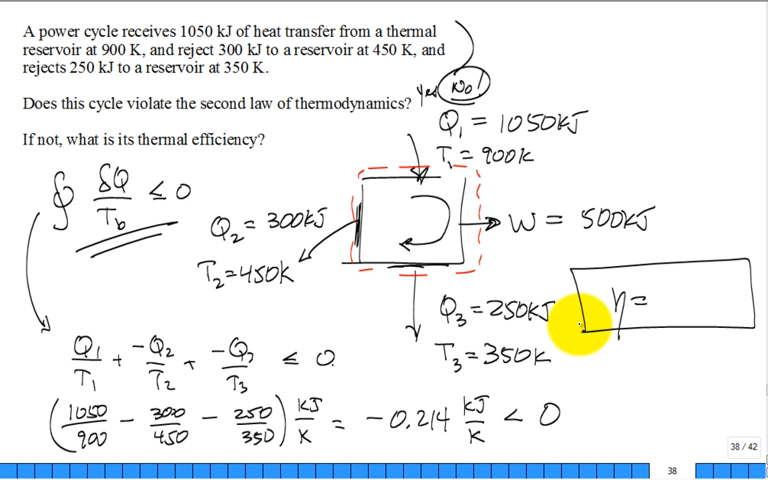 A power cycle receives 1050 kJ of heat transfer from a thermal
reservoir at 900 K, and reject 300 kJ to a reservoir at 450 K, and
rejects 250 kJ to a reservoir at 350 K.
Does this cycle violate the second law of thermodynamics? Yes No!
If not, what is its thermal efficiency?
Q₁ = 1050kJ
T₁ = 900K
∮ δQ/T_b ≤ 0
Q₂ = 300kJ
T₂=450K
W = 500kJ
Q₃=250kJ
T₃=350K
η=
Q₁/T₁ + -Q₂/T₂ + -Q₃/T₃ ≤ 0
(1050/900 - 300/450 - 250/350) kJ/K = -0.214 kJ/K < 0
38 / 42
38